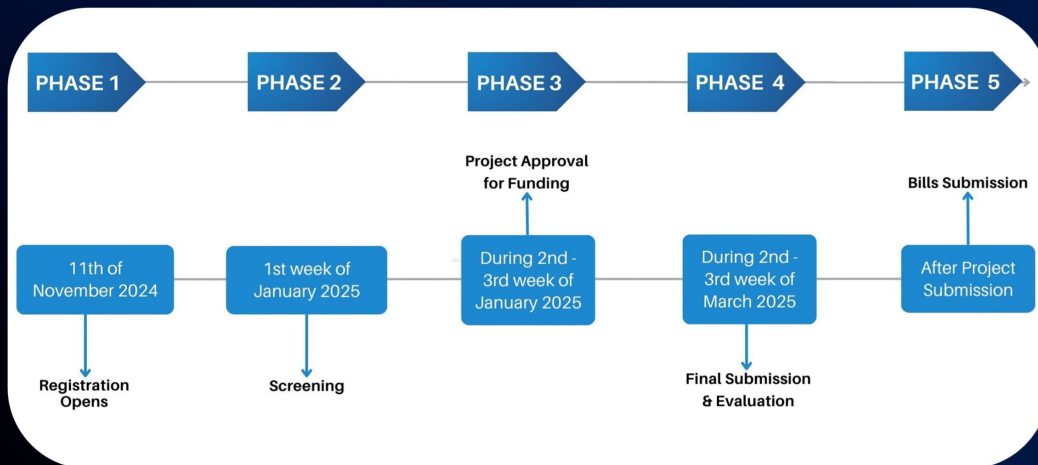 PHASE 1
PHASE 2
PHASE 3
PHASE 4
PHASE 5
Project Approval
for Funding
Bills Submission
11th of
November 2024
1st week of
January 2025
During 2nd -
3rd week of
January 2025
During 2nd -
3rd week of
March 2025
After Project
Submission
Registration
Opens
Screening
Final Submission
& Evaluation